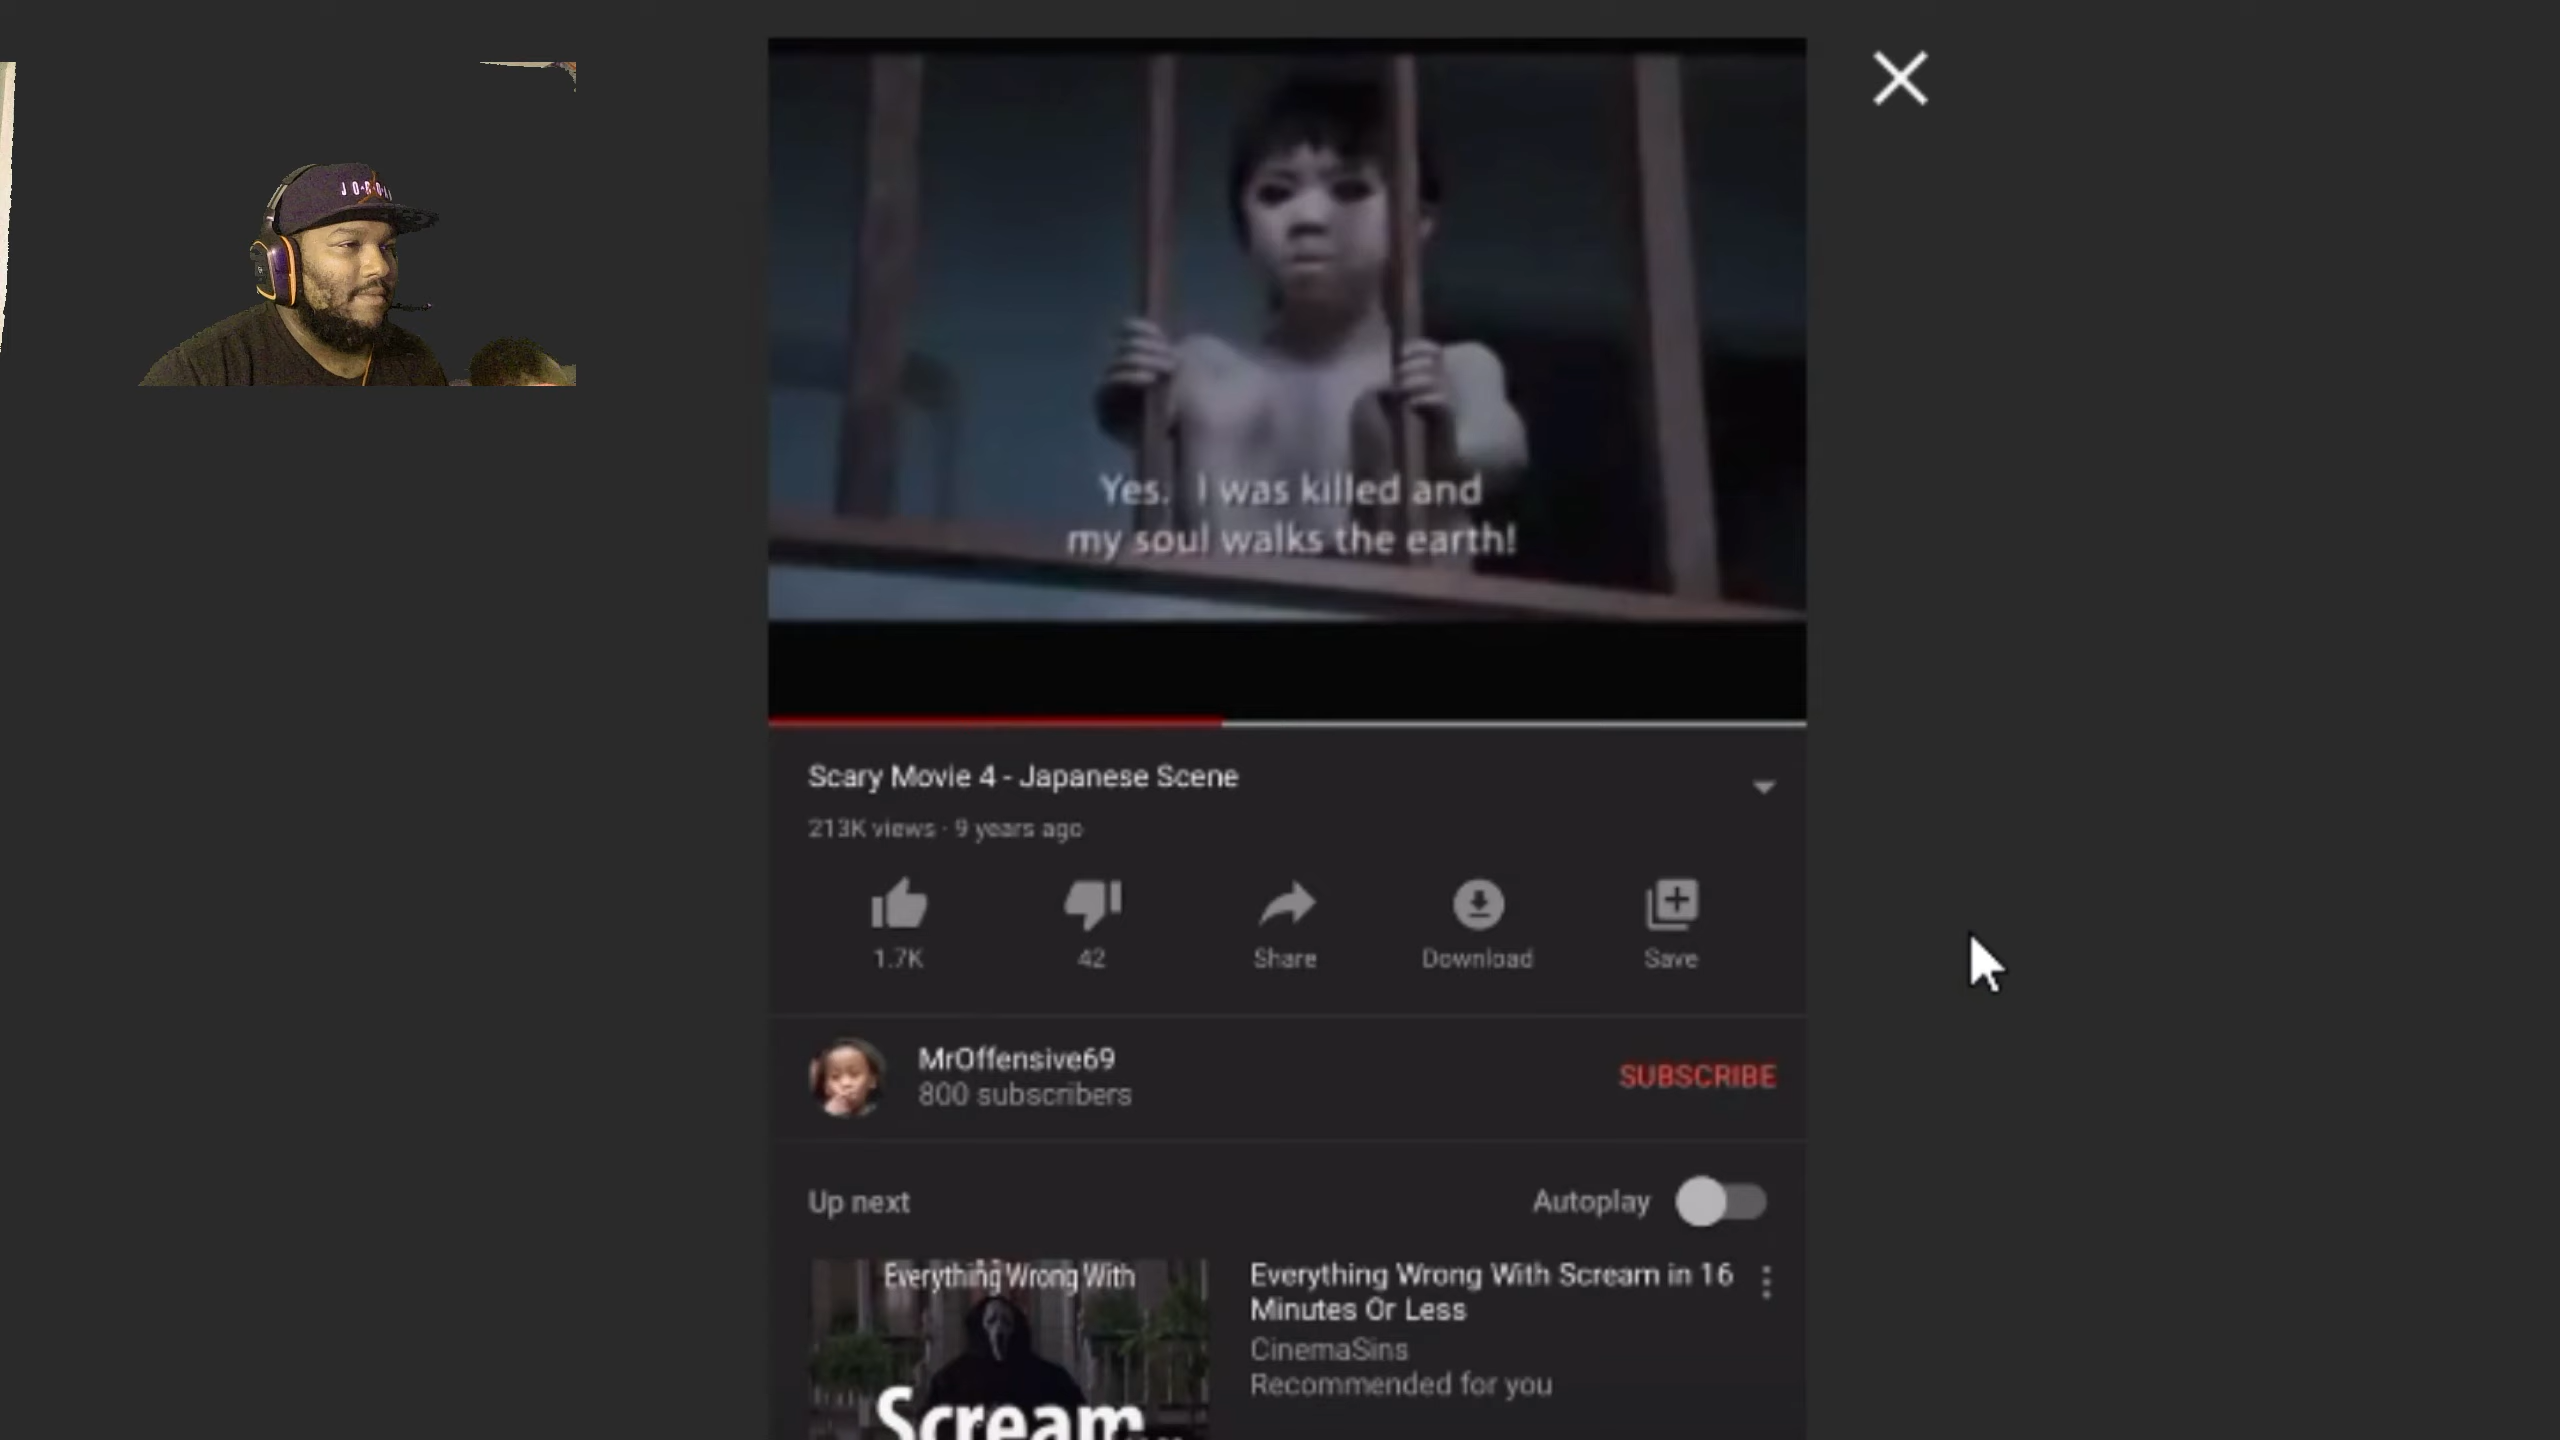 Yes. I was killed and
my soul walks the earth!
Scary Movie 4 - Japanese Scene
213K views · 9 years ago
1.7K
42
Share
Download
Save
MrOffensive69
800 subscribers
SUBSCRIBE
Up next
Autoplay
Everything Wrong With
Scream
Everything Wrong With Scream in 16
Minutes Or Less
CinemaSins
Recommended for you